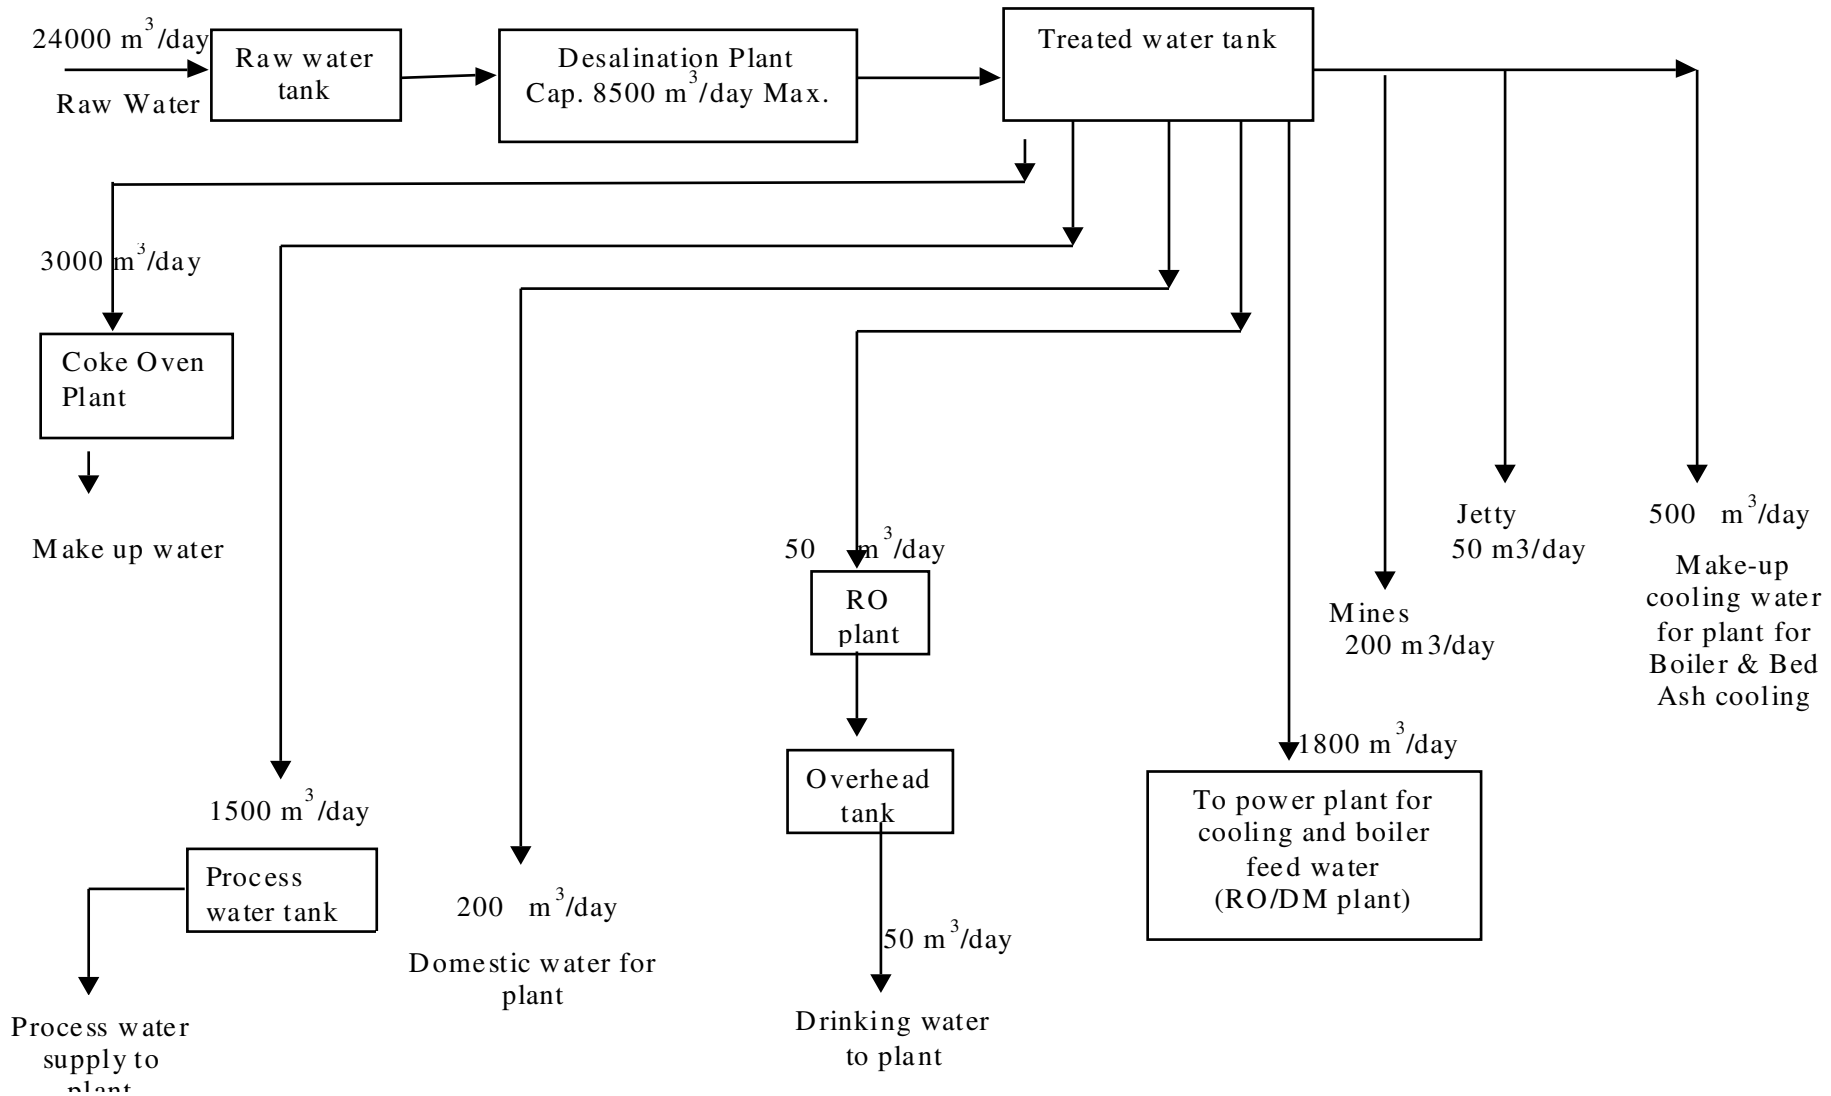 24000 m³/day
Raw Water
Raw water
tank
Desalination Plant
Cap. 8500 m³/day Max.
Treated water tank
3000 m³/day
Coke Oven
Plant
Make up water
1500 m³/day
Process
water tank
Process water
supply to
plant
200 m³/day
Domestic water for
plant
50 m³/day
RO
plant
Overhead
tank
50 m³/day
Drinking water
to plant
1800 m³/day
To power plant for
cooling and boiler
feed water
(RO/DM plant)
Mines
200 m3/day
Jetty
50 m3/day
500 m³/day
Make-up
cooling water
for plant for
Boiler & Bed
Ash cooling